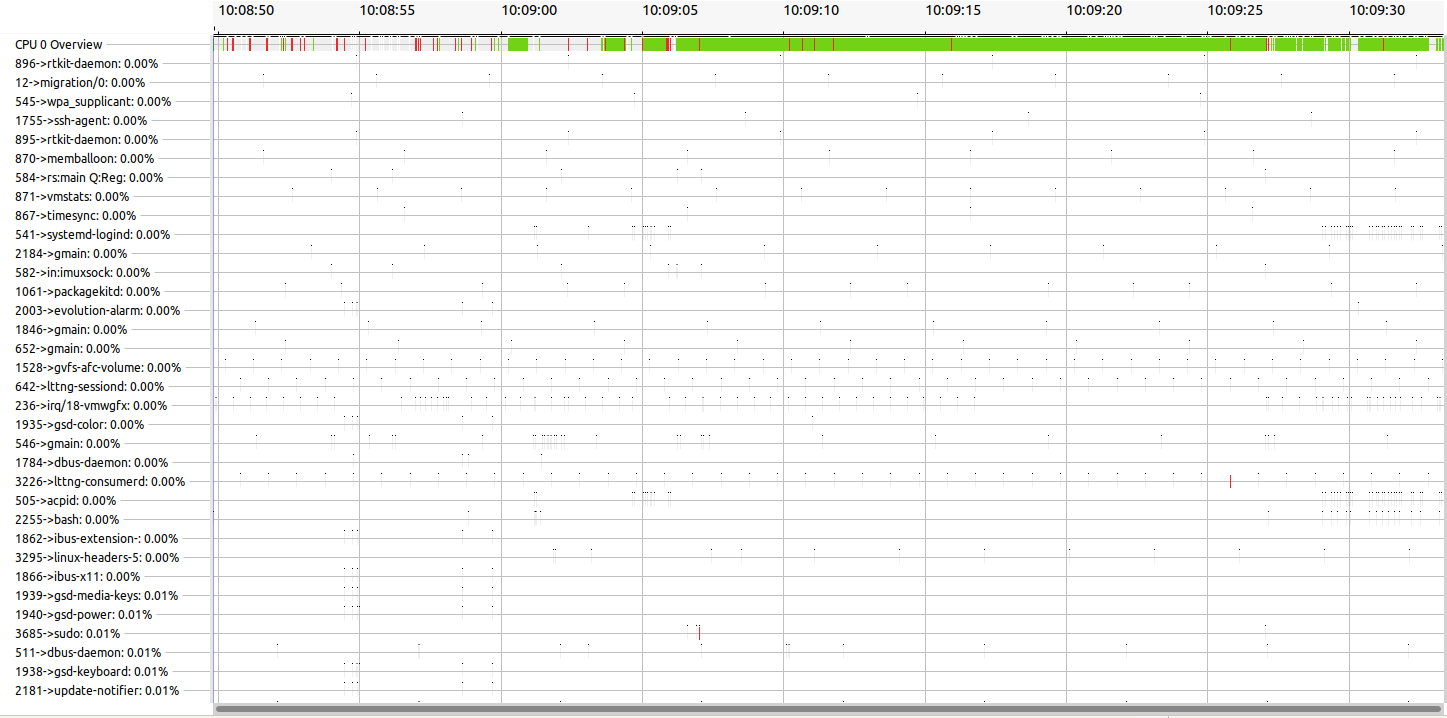 10:08:50 10:08:55 10:09:00 10:09:05 10:09:10 10:09:15 10:09:20 10:09:25 10:09:30
CPU 0 Overview
896->rtkit-daemon: 0.00%
12->migration/0: 0.00%
545->wpa_supplicant: 0.00%
1755->ssh-agent: 0.00%
895->rtkit-daemon: 0.00%
870->memballoon: 0.00%
584->rs:main Q:Reg: 0.00%
871->vmstats: 0.00%
867->timesync: 0.00%
541->systemd-logind: 0.00%
2184->gmain: 0.00%
582->in:imuxsock: 0.00%
1061->packagekitd: 0.00%
2003->evolution-alarm: 0.00%
1846->gmain: 0.00%
652->gmain: 0.00%
1528->gvfs-afc-volume: 0.00%
642->lttng-sessiond: 0.00%
236->irq/18-vmwgfx: 0.00%
1935->gsd-color: 0.00%
546->gmain: 0.00%
1784->dbus-daemon: 0.00%
3226->lttng-consumerd: 0.00%
505->acpid: 0.00%
2255->bash: 0.00%
1862->ibus-extension-: 0.00%
3295->linux-headers-5: 0.00%
1866->ibus-x11: 0.00%
1939->gsd-media-keys: 0.01%
1940->gsd-power: 0.01%
3685->sudo: 0.01%
511->dbus-daemon: 0.01%
1938->gsd-keyboard: 0.01%
2181->update-notifier: 0.01%